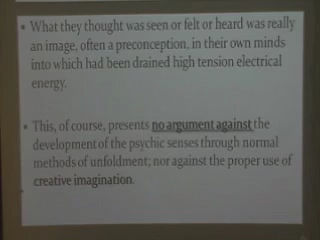 • What they thought was seen or felt or heard was really
an image, often a preconception, in their own minds
into which had been drained high tension electrical
energy.
• This, of course, presents no argument against the
development of the psychic senses through normal
methods of unfoldment; nor against the proper use of
creative imagination.